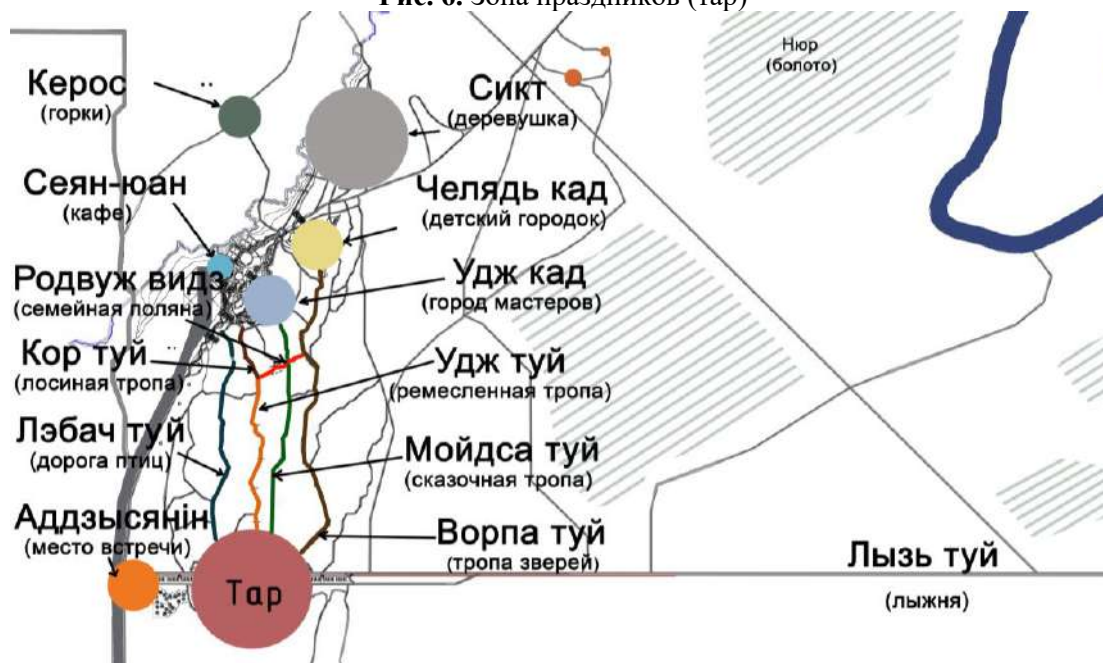 Рис. 6. Зона праздников (Тар)
Керос
(горки)
Сикт
(деревушка)
Нюр
(болото)
Сеян-юан
(кафе)
Челядь кад
(детский городок)
Родвуж видз
(семейная поляна)
Удж кад
(город мастеров)
Кор туй
(лосиная тропа)
Удж туй
(ремесленная тропа)
Лэбач туй
(дорога птиц)
Мойдса туй
(сказочная тропа)
Аддзысянiн
(место встречи)
Ворпа туй
(тропа зверей)
Тар
Лызь туй
(лыжня)